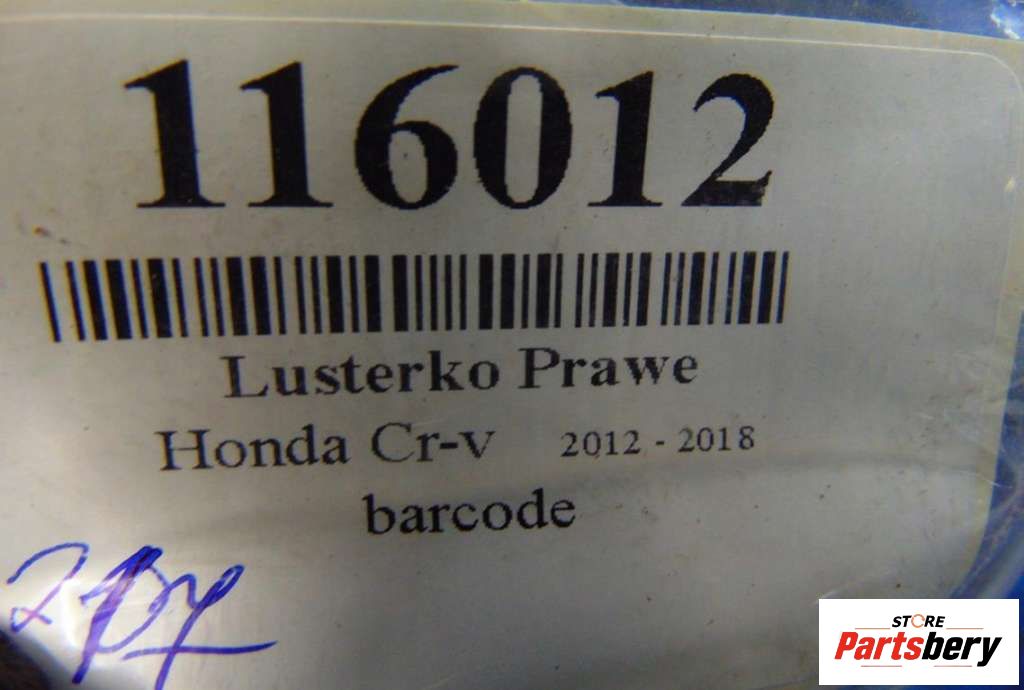 116012
Lusterko Prawe
Honda Cr-v 2012 - 2018
barcode
STORE
Partsbery